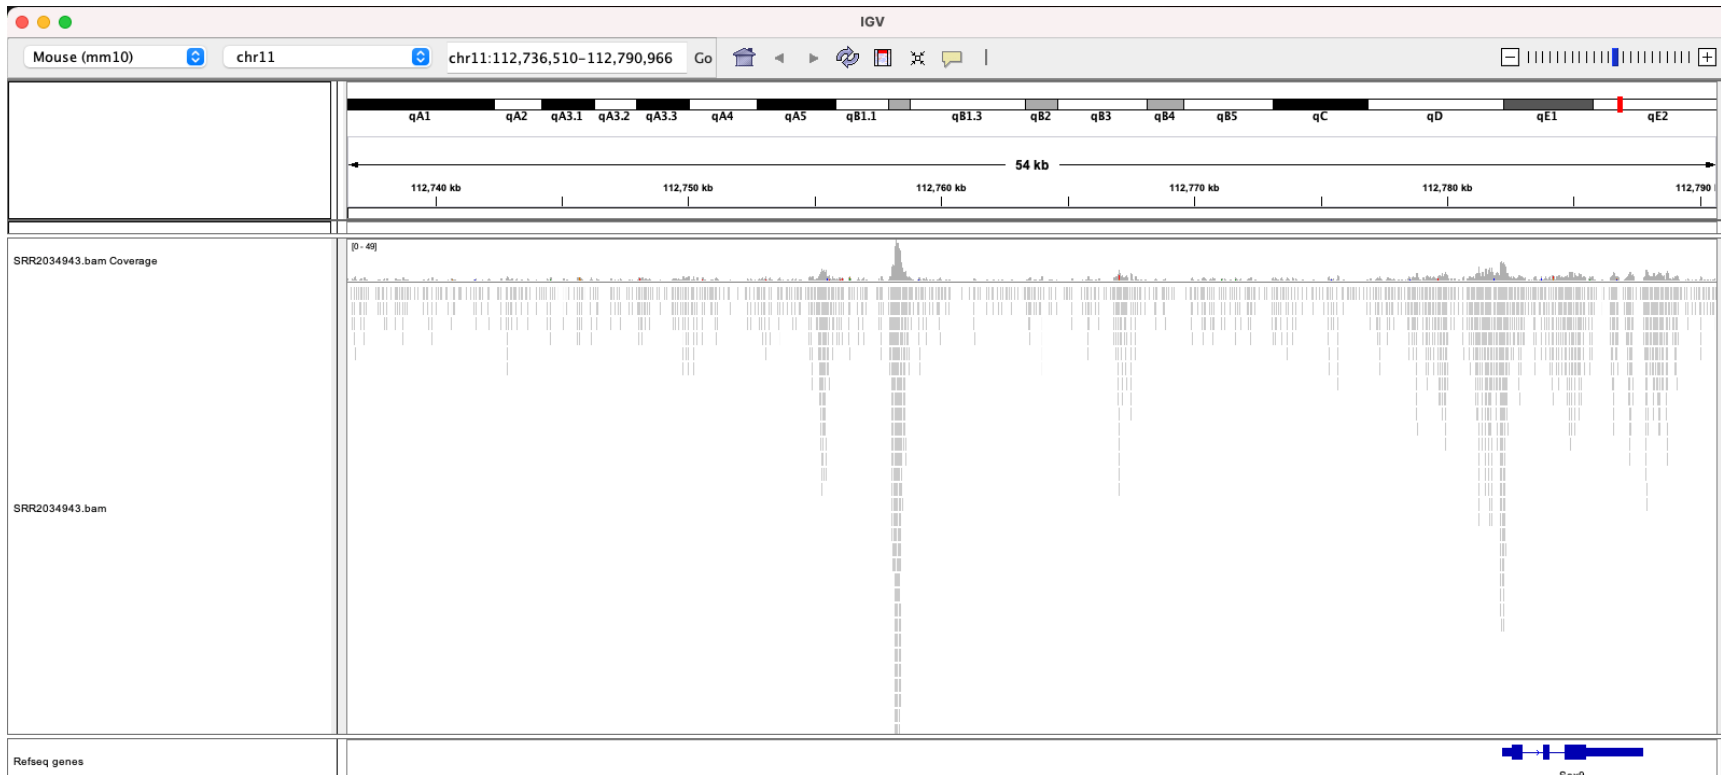 IGV
Mouse (mm10) chr11 chr11:112,736,510-112,790,966 Go
qA1 qA2 qA3.1 qA3.2 qA3.3 qA4 qA5 qB1.1 qB1.3 qB2 qB3 qB4 qB5 qC qD qE1 qE2
54 kb
112,740 kb 112,750 kb 112,760 kb 112,770 kb 112,780 kb 112,790
[0 - 49]
SRR2034943.bam Coverage
SRR2034943.bam
Refseq genes